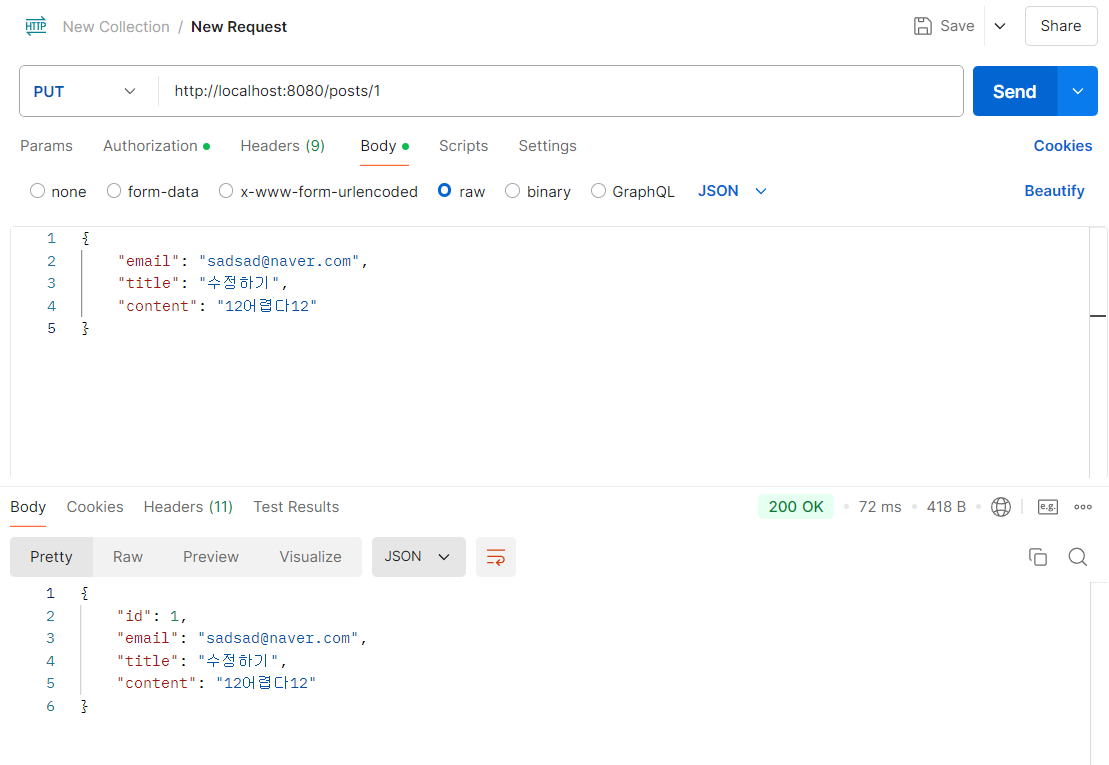 HTTP New Collection / New Request Save Share
PUT http://localhost:8080/posts/1 Send
Params Authorization Headers (9) Body Scripts Settings Cookies
none form-data x-www-form-urlencoded raw binary GraphQL JSON Beautify
1 {
2 "email": "sadsad@naver.com",
3 "title": "수정하기",
4 "content": "12어렵다12"
5 }
Body Cookies Headers (11) Test Results 200 OK • 72 ms • 418 B • e.g.
Pretty Raw Preview Visualize JSON
1 {
2 "id": 1,
3 "email": "sadsad@naver.com",
4 "title": "수정하기",
5 "content": "12어렵다12"
6 }